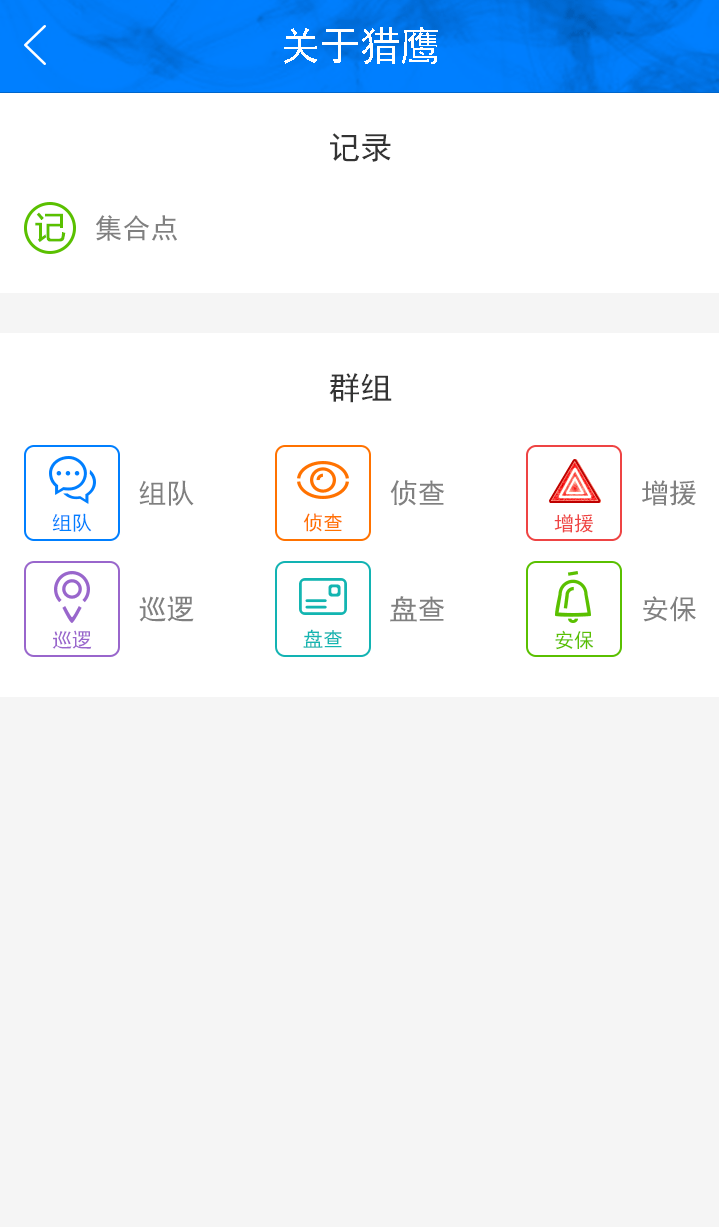 关于猎鹰
记录
记 集合点
群组
组队 组队 侦查 侦查 增援 增援
巡逻 巡逻 盘查 盘查 安保 安保